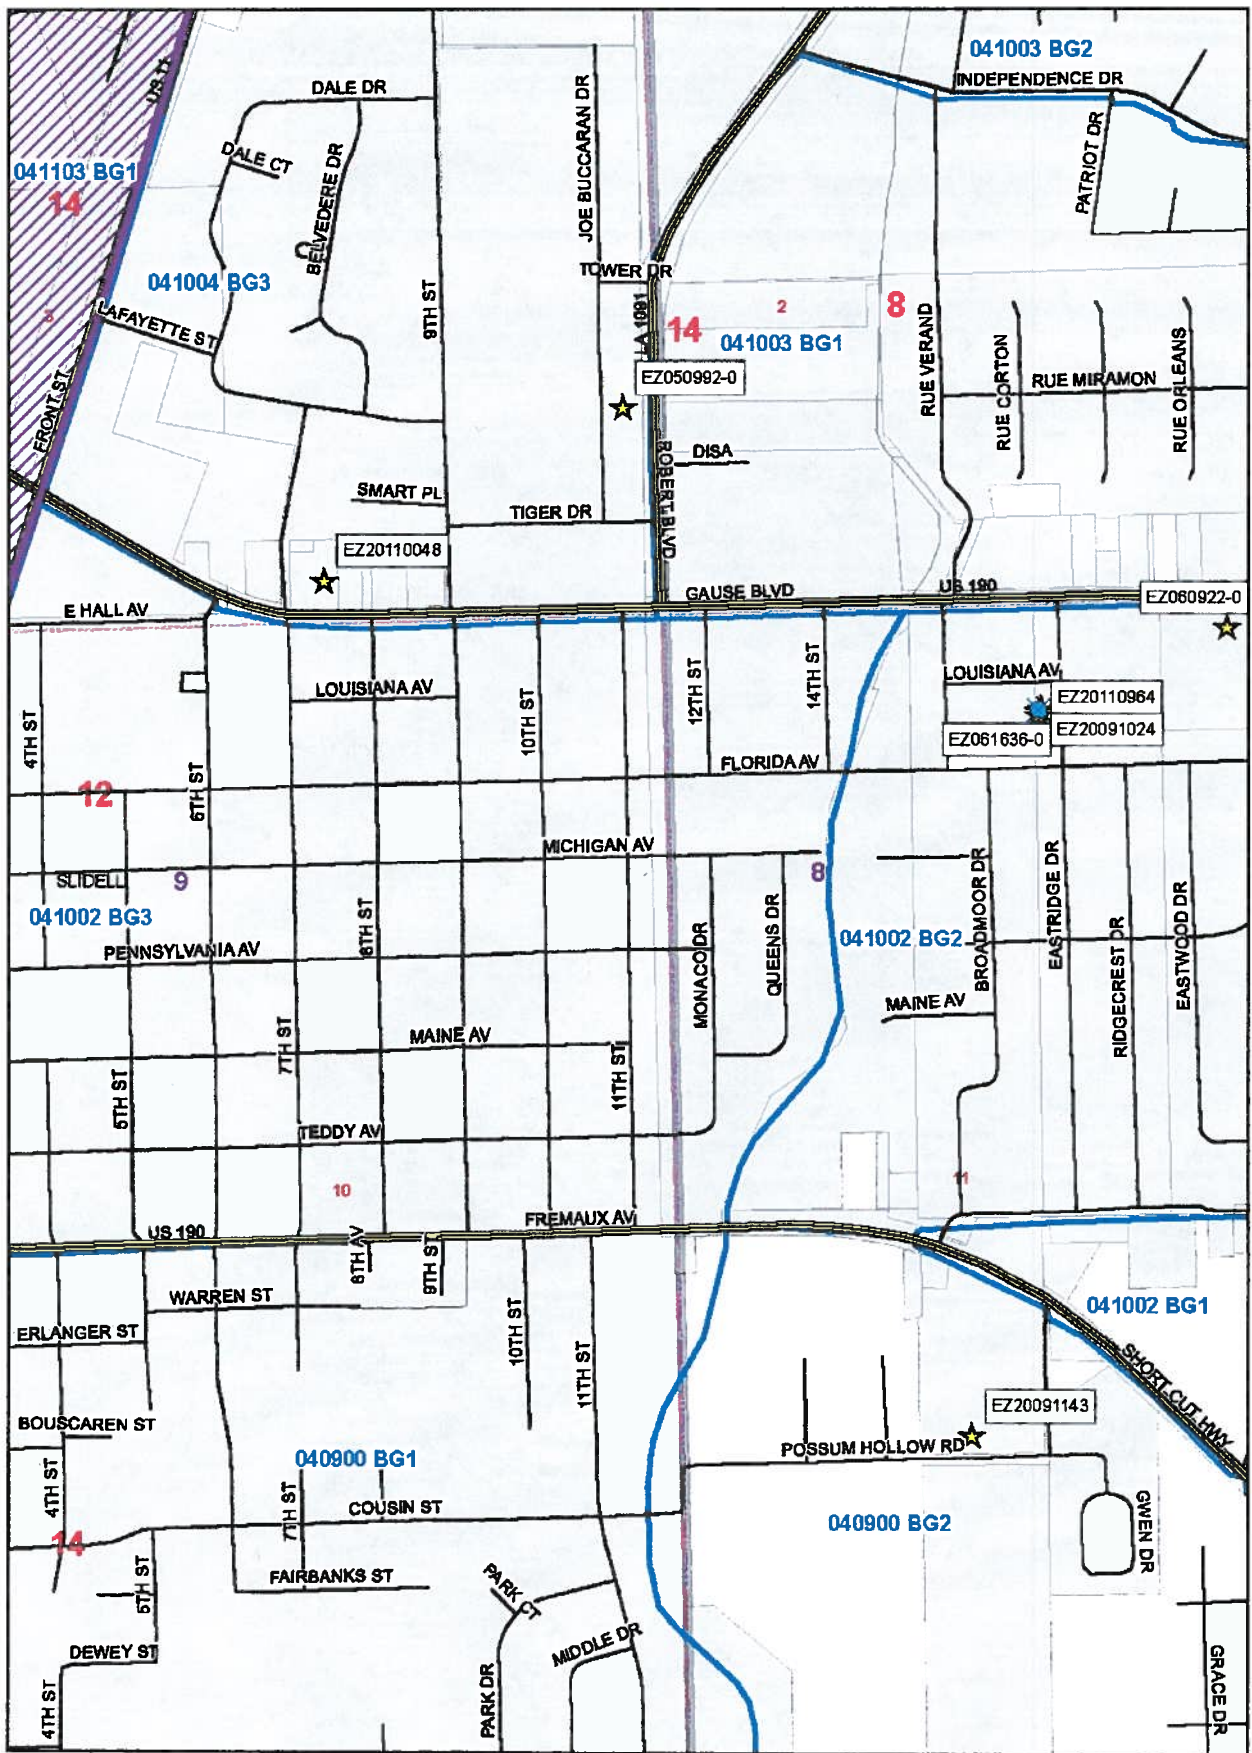 041003 BG2
INDEPENDENCE DR
US 11
DALE DR
JOE BUCCARAN DR
PATRIOT DR
DALE CT
BELVEDERE DR
041103 BG1
14
041004 BG3
TOWER DR
9TH ST
LA 1091
2
8
14
041003 BG1
3
LAFAYETTE ST
RUE VERAND
RUE CORTON
RUE MIRAMON
RUE ORLEANS
EZ050992-0
FRONT ST
DISA
ROBERT BLVD
SMART PL
TIGER DR
EZ20110048
GAUSE BLVD
US 190
EZ060922-0
E HALL AV
LOUISIANA AV
LOUISIANA AV
4TH ST
10TH ST
12TH ST
14TH ST
EZ20110964
EZ061636-0
EZ20091024
FLORIDA AV
6TH ST
12
MICHIGAN AV
SLIDELL
9
8
041002 BG3
8TH ST
BROADMOOR DR
EASTRIDGE DR
RIDGECREST DR
EASTWOOD DR
PENNSYLVANIA AV
MONACO DR
QUEENS DR
041002 BG2
MAINE AV
7TH ST
MAINE AV
11TH ST
5TH ST
TEDDY AV
10
11
US 190
FREMAUX AV
8TH AV
9TH ST
WARREN ST
041002 BG1
ERLANGER ST
10TH ST
11TH ST
SHORT CUT HWY
EZ20091143
BOUSCAREN ST
POSSUM HOLLOW RD
040900 BG1
4TH ST
7TH ST
COUSIN ST
040900 BG2
GWEN DR
14
5TH ST
FAIRBANKS ST
PARK CT
DEWEY ST
MIDDLE DR
4TH ST
PARK DR
GRACE DR